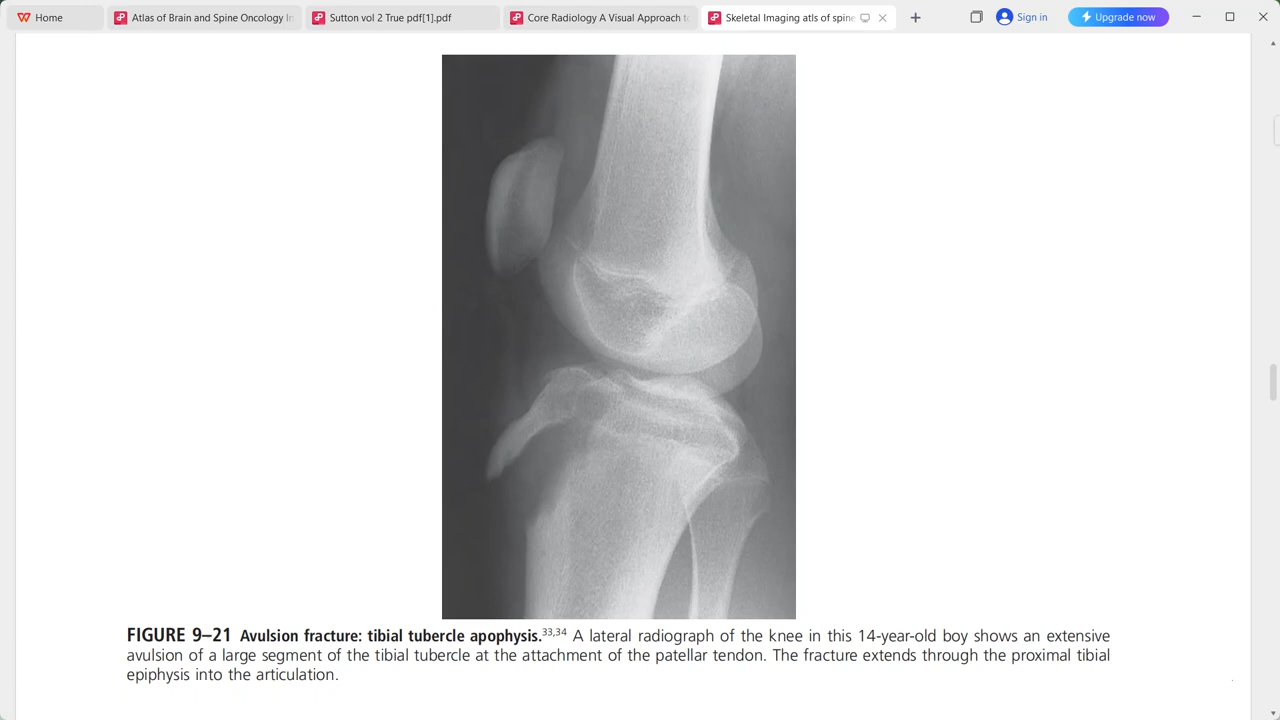 Home
Atlas of Brain and Spine Oncology I
Sutton vol 2 True pdf[1].pdf
Core Radiology A Visual Approach t
Skeletal Imaging atls of spine
Sign in
Upgrade now
FIGURE 9–21 Avulsion fracture: tibial tubercle apophysis.33,34 A lateral radiograph of the knee in this 14-year-old boy shows an extensive
avulsion of a large segment of the tibial tubercle at the attachment of the patellar tendon. The fracture extends through the proximal tibial
epiphysis into the articulation.